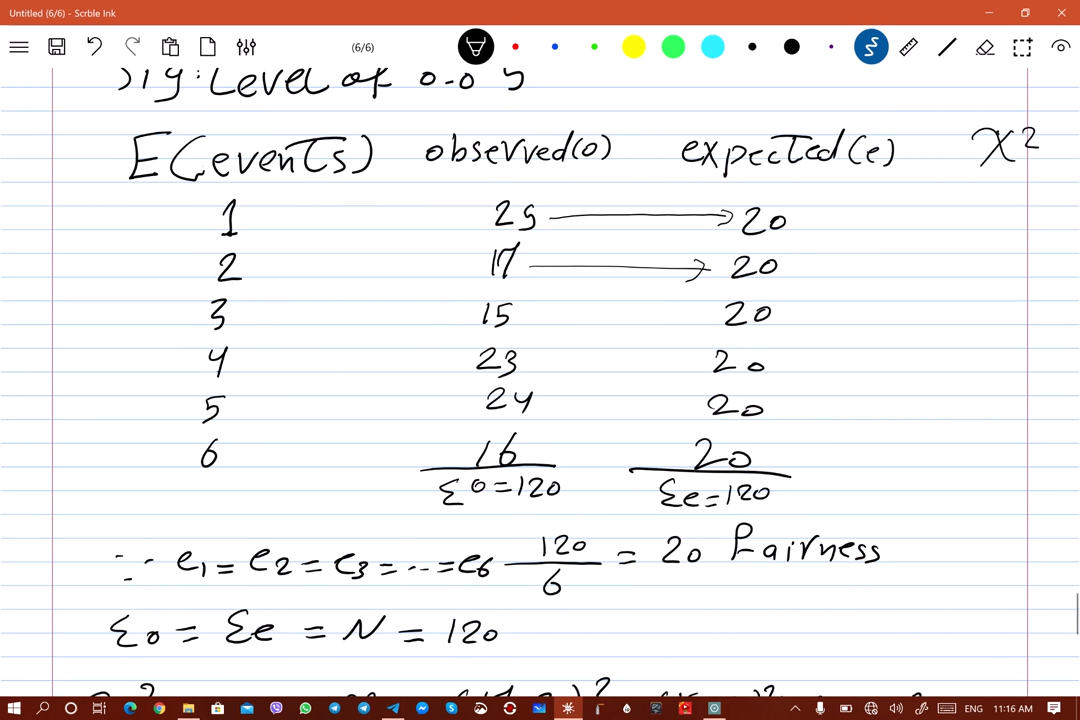 Untitled (6/6) - Scrble Ink
(6/6)
Sig: Level of 0.05
E(events) observed(o) expected(e) χ²
1 25 → 20
2 17 → 20
3 15 20
4 23 20
5 24 20
6 16 20
Σo = 120 Σe = 120
∵ e₁ = e₂ = e₃ = ... = e₆ 120/6 = 20 Fairness
Σo = Σe = N = 120
ENG 11:16 AM